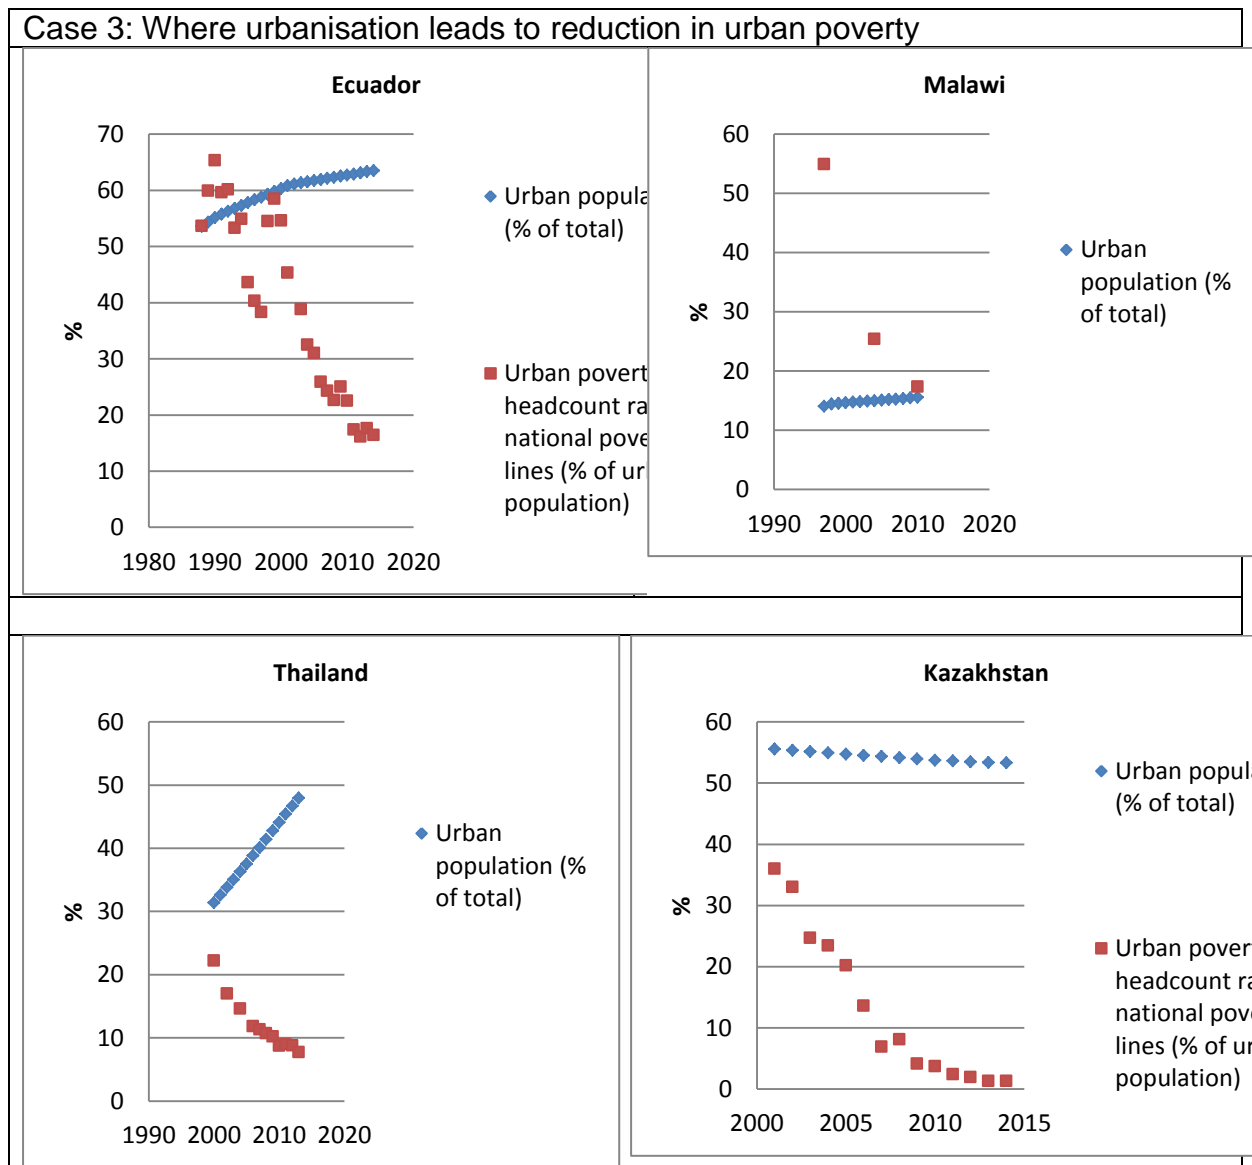 Case 3: Where urbanisation leads to reduction in urban poverty
Ecuador
70
60
50
40
30
20
10
0
%
1980 1990 2000 2010 2020
Urban popula
(% of total)
Urban povert
headcount ra
national pove
lines (% of ur
population)
Malawi
60
50
40
30
20
10
0
%
1990 2000 2010 2020
Urban
population (%
of total)
Thailand
60
50
40
30
20
10
0
%
1990 2000 2010 2020
Urban
population (%
of total)
Kazakhstan
60
50
40
30
20
10
0
%
2000 2005 2010 2015
Urban popula
(% of total)
Urban povert
headcount ra
national pove
lines (% of ur
population)